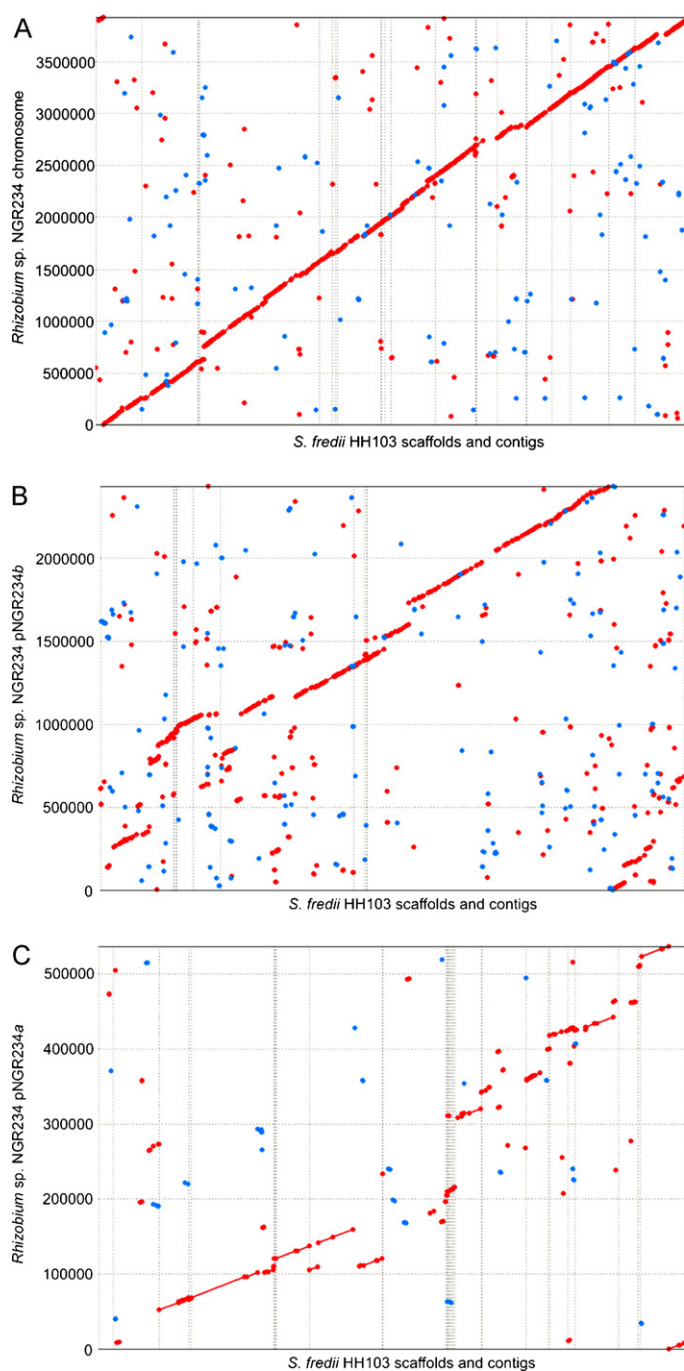 A
3500000
3000000
2500000
2000000
1500000
1000000
500000
0
Rhizobium sp. NGR234 chromosome
S. fredii HH103 scaffolds and contigs
B
2000000
1500000
1000000
500000
0
Rhizobium sp. NGR234 pNGR234b
S. fredii HH103 scaffolds and contigs
C
500000
400000
300000
200000
100000
0
Rhizobium sp. NGR234 pNGR234a
S. fredii HH103 scaffolds and contigs